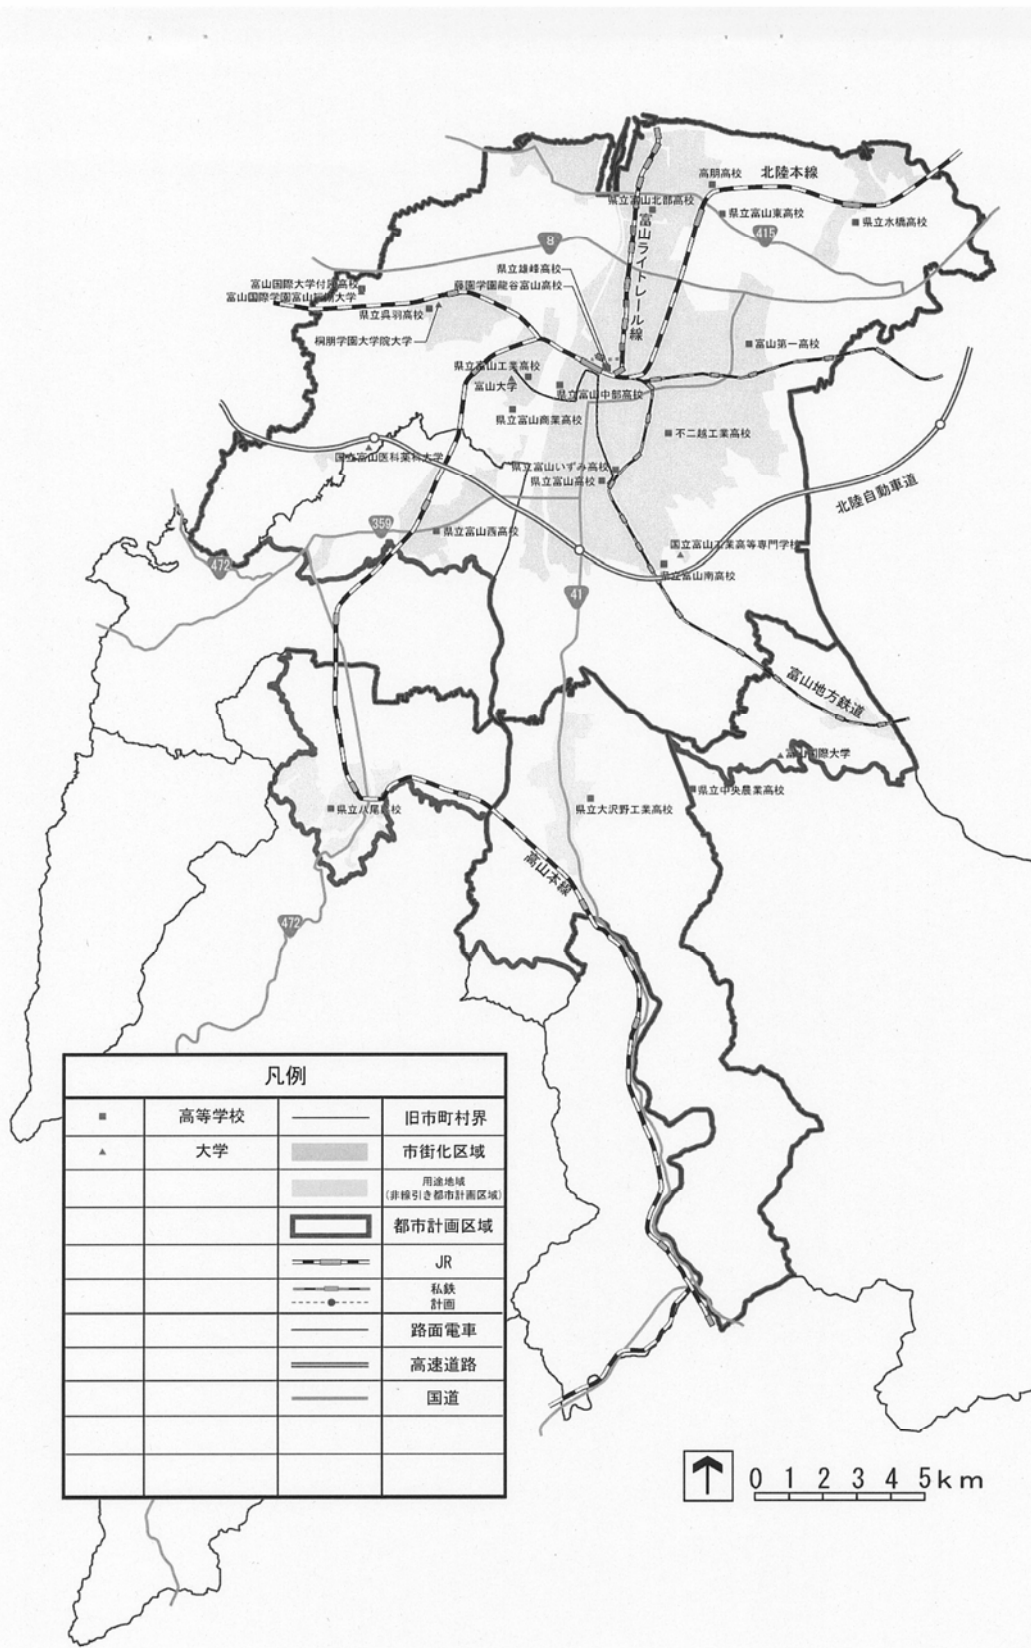 高朋高校
北陸本線
県立富山北部高校
県立富山東高校
県立水橋高校
415
8
富山ライトレール線
県立雄峰高校
藤園学園龍谷富山高校
富山国際大学付属高校
富山国際学園富山短期大学
県立呉羽高校
桐朋学園大学院大学
富山第一高校
県立富山工業高校
富山大学
県立富山中部高校
県立富山商業高校
不二越工業高校
国立富山医科薬科大学
県立富山いずみ高校
県立富山高校
北陸自動車道
359
県立富山西高校
国立富山工業高等専門学校
県立富山南高校
472
41
富山地方鉄道
富山国際大学
県立中央農業高校
県立八尾高校
県立大沢野工業高校
高山本線
472
凡例
高等学校
旧市町村界
大学
市街化区域
用途地域
(非線引き都市計画区域)
都市計画区域
JR
私鉄
計画
路面電車
高速道路
国道
0 1 2 3 4 5km